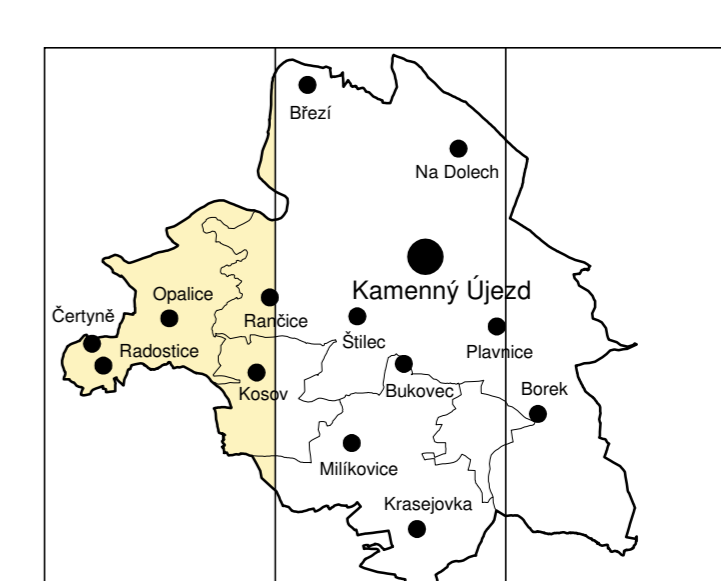 Březí
Na Dolech
Kamenný Újezd
Opalice
Čertyně
Rančice
Štilec
Radostice
Plavnice
Kosov
Bukovec
Borek
Milíkovice
Krasejovka